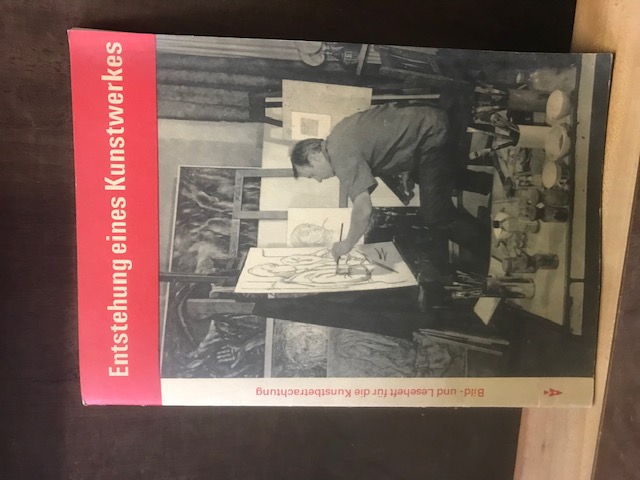 Entstehung eines Kunstwerkes
Bild- und Leseheft für die Kunstbetrachtung